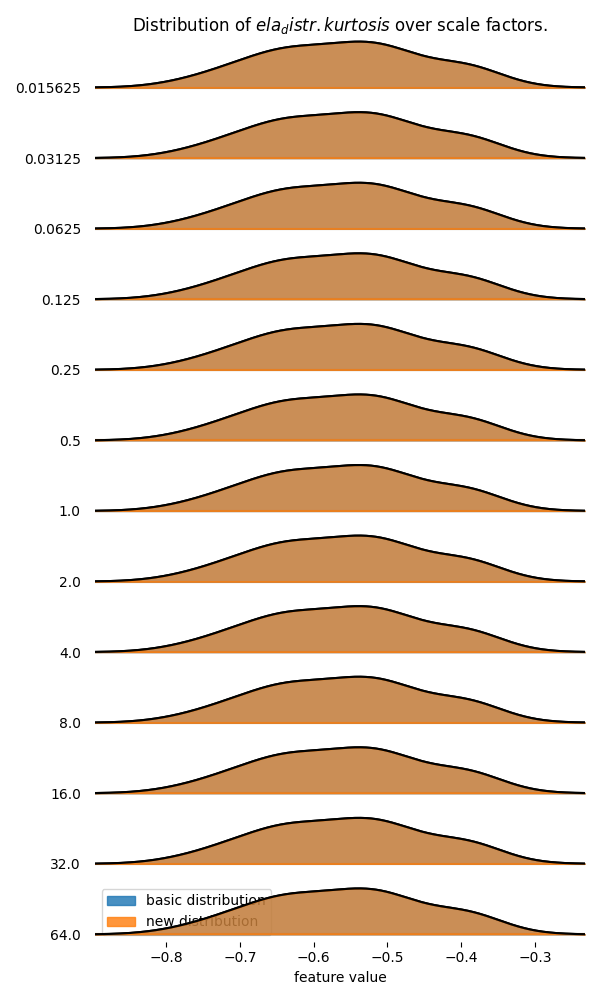 Distribution of ela_distr.kurtosis over scale factors.
0.015625
0.03125
0.0625
0.125
0.25
0.5
1.0
2.0
4.0
8.0
16.0
32.0
64.0
basic distribution
new distribution
−0.8 −0.7 −0.6 −0.5 −0.4 −0.3
feature value